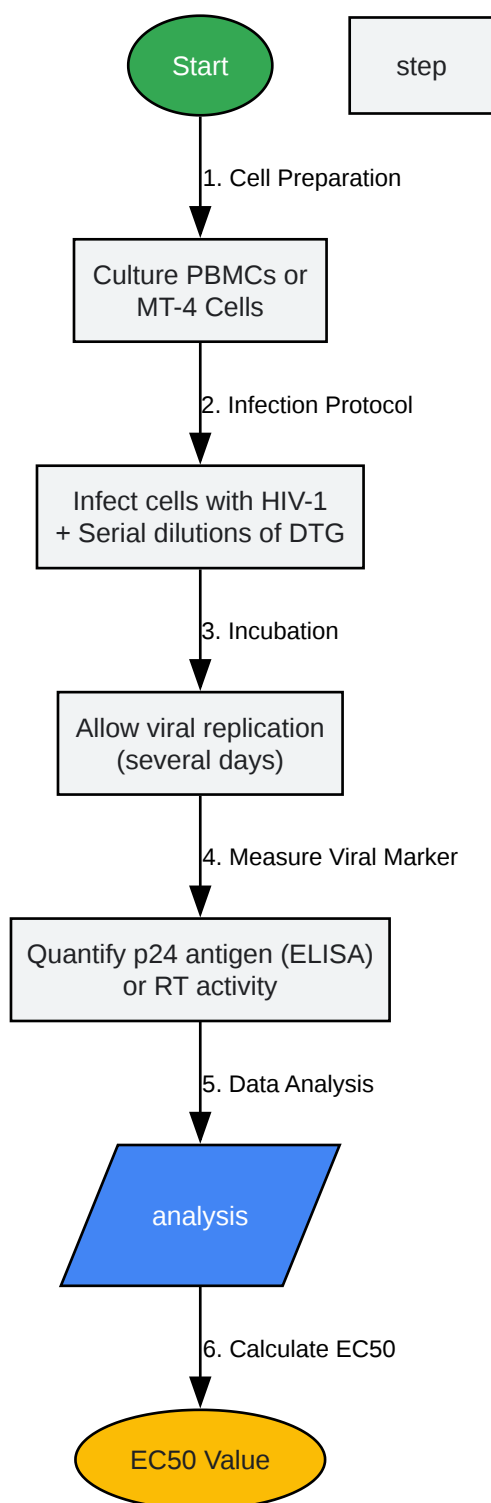 Start
step
1. Cell Preparation
Culture PBMCs or
MT-4 Cells
2. Infection Protocol
Infect cells with HIV-1
+ Serial dilutions of DTG
3. Incubation
Allow viral replication
(several days)
4. Measure Viral Marker
Quantify p24 antigen (ELISA)
or RT activity
5. Data Analysis
analysis
6. Calculate EC50
EC50 Value